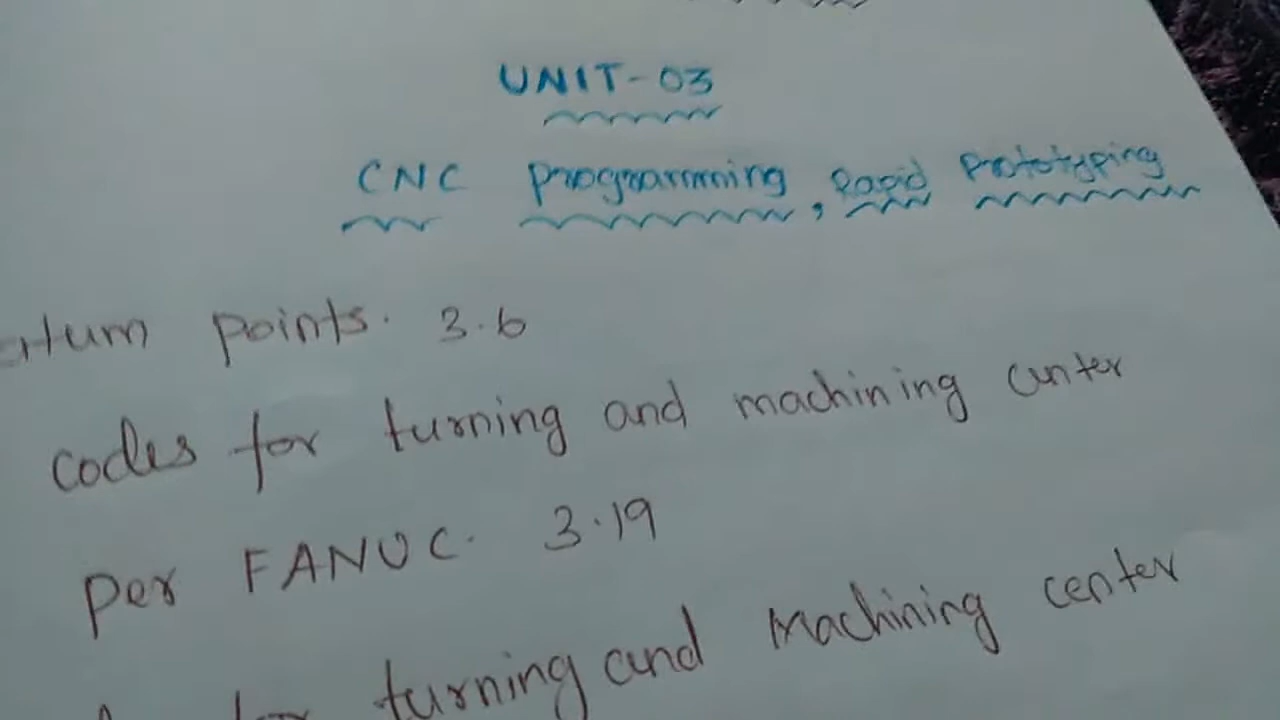 UNIT-03
CNC Programming, Rapid Prototyping
points. 3.6
codes for turning and machining center
per FANUC. 3.19
turning and Machining center